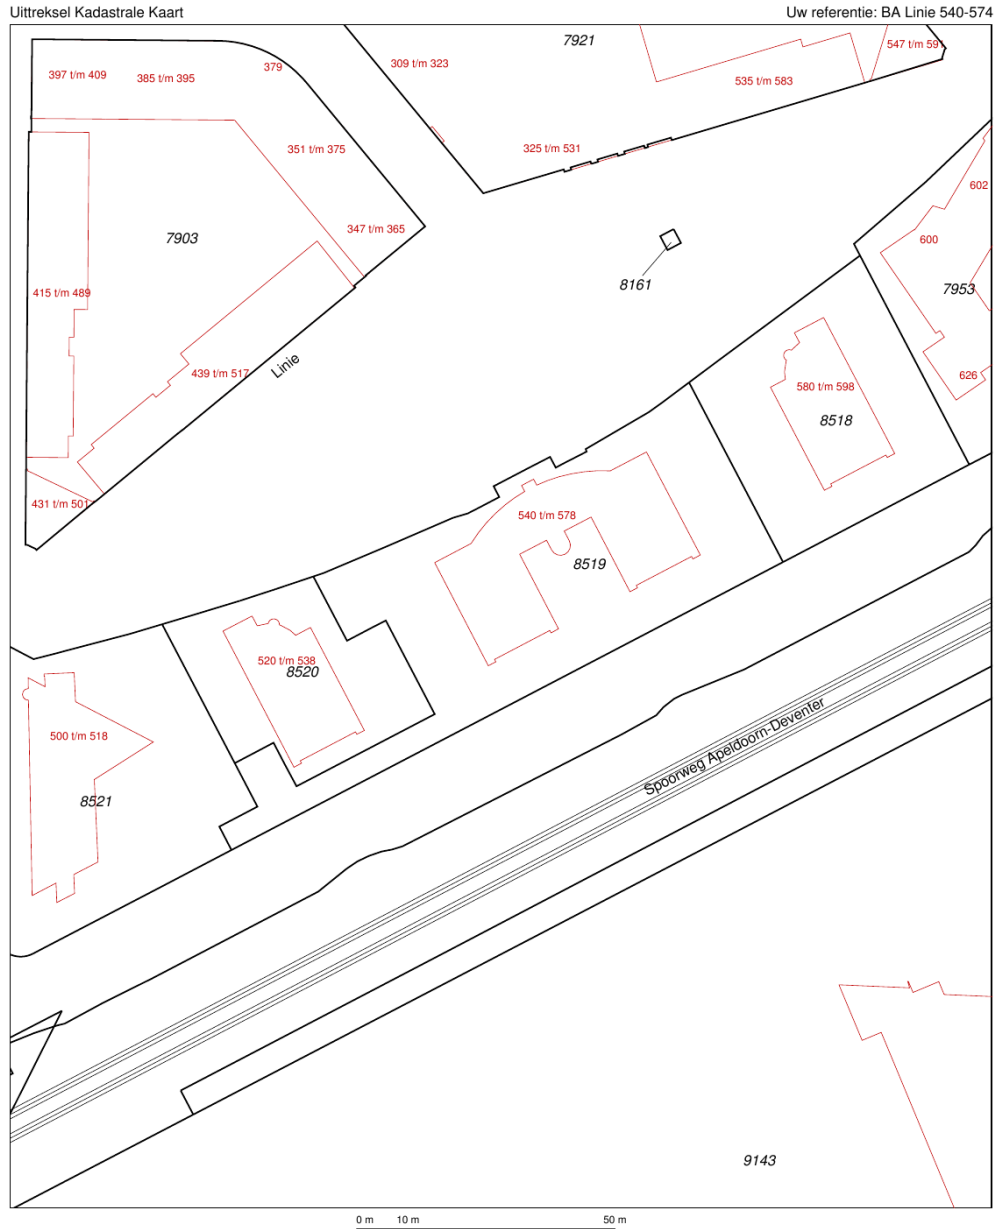 Uittreksel Kadastrale Kaart
Uw referentie: BA Linie 540-574
7921
547 t/m 591
309 t/m 323
379
397 t/m 409
385 t/m 395
535 t/m 583
351 t/m 375
325 t/m 531
602
347 t/m 365
7903
600
8161
7953
415 t/m 489
Linie
439 t/m 517
626
580 t/m 598
8518
431 t/m 501
540 t/m 578
8519
520 t/m 538
8520
500 t/m 518
Spoorweg Apeldoorn-Deventer
8521
9143
0 m
10 m
50 m